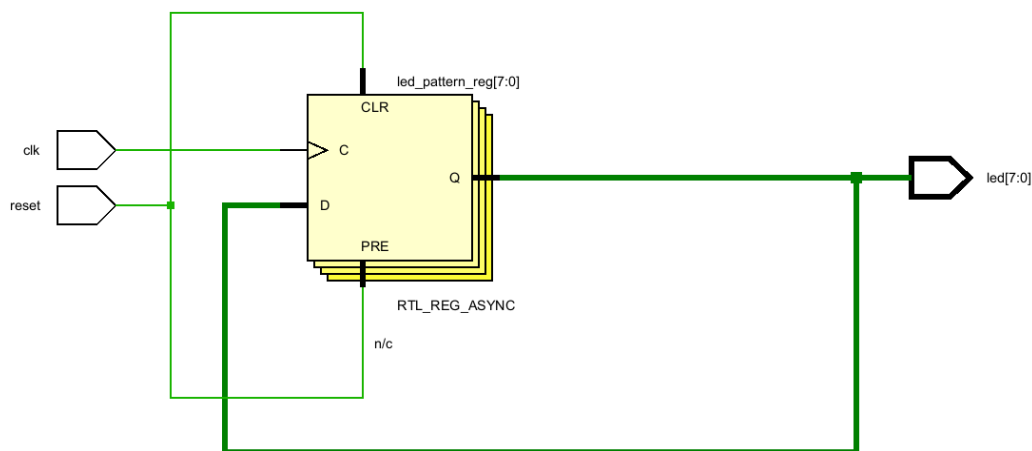 led_pattern_reg[7:0]
CLR
clk
C
Q
led[7:0]
reset
D
PRE
RTL_REG_ASYNC
n/c